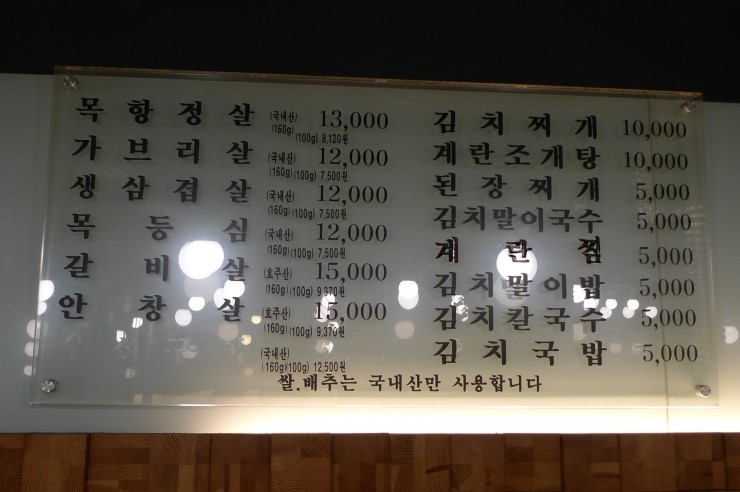 목항정살 (국내산) 13,000
(160g) (100g) 8,120원
가브리살 (국내산) 12,000
(160g) (100g) 7,500원
생삼겹살 (국내산) 12,000
(160g) (100g) 7,500원
목등심 (국내산) 12,000
(160g) (100g) 7,500원
갈비살 (호주산) 15,000
(160g) (100g) 9,370원
안창살 (호주산) 15,000
(160g) (100g) 9,370원
(국내산)
(160g) (100g) 12,500원
김치찌개 10,000
계란조개탕 10,000
된장찌개 5,000
김치말이국수 5,000
계란찜 5,000
김치말이밥 5,000
김치칼국수 5,000
김치국밥 5,000
쌀.배추는 국내산만 사용합니다